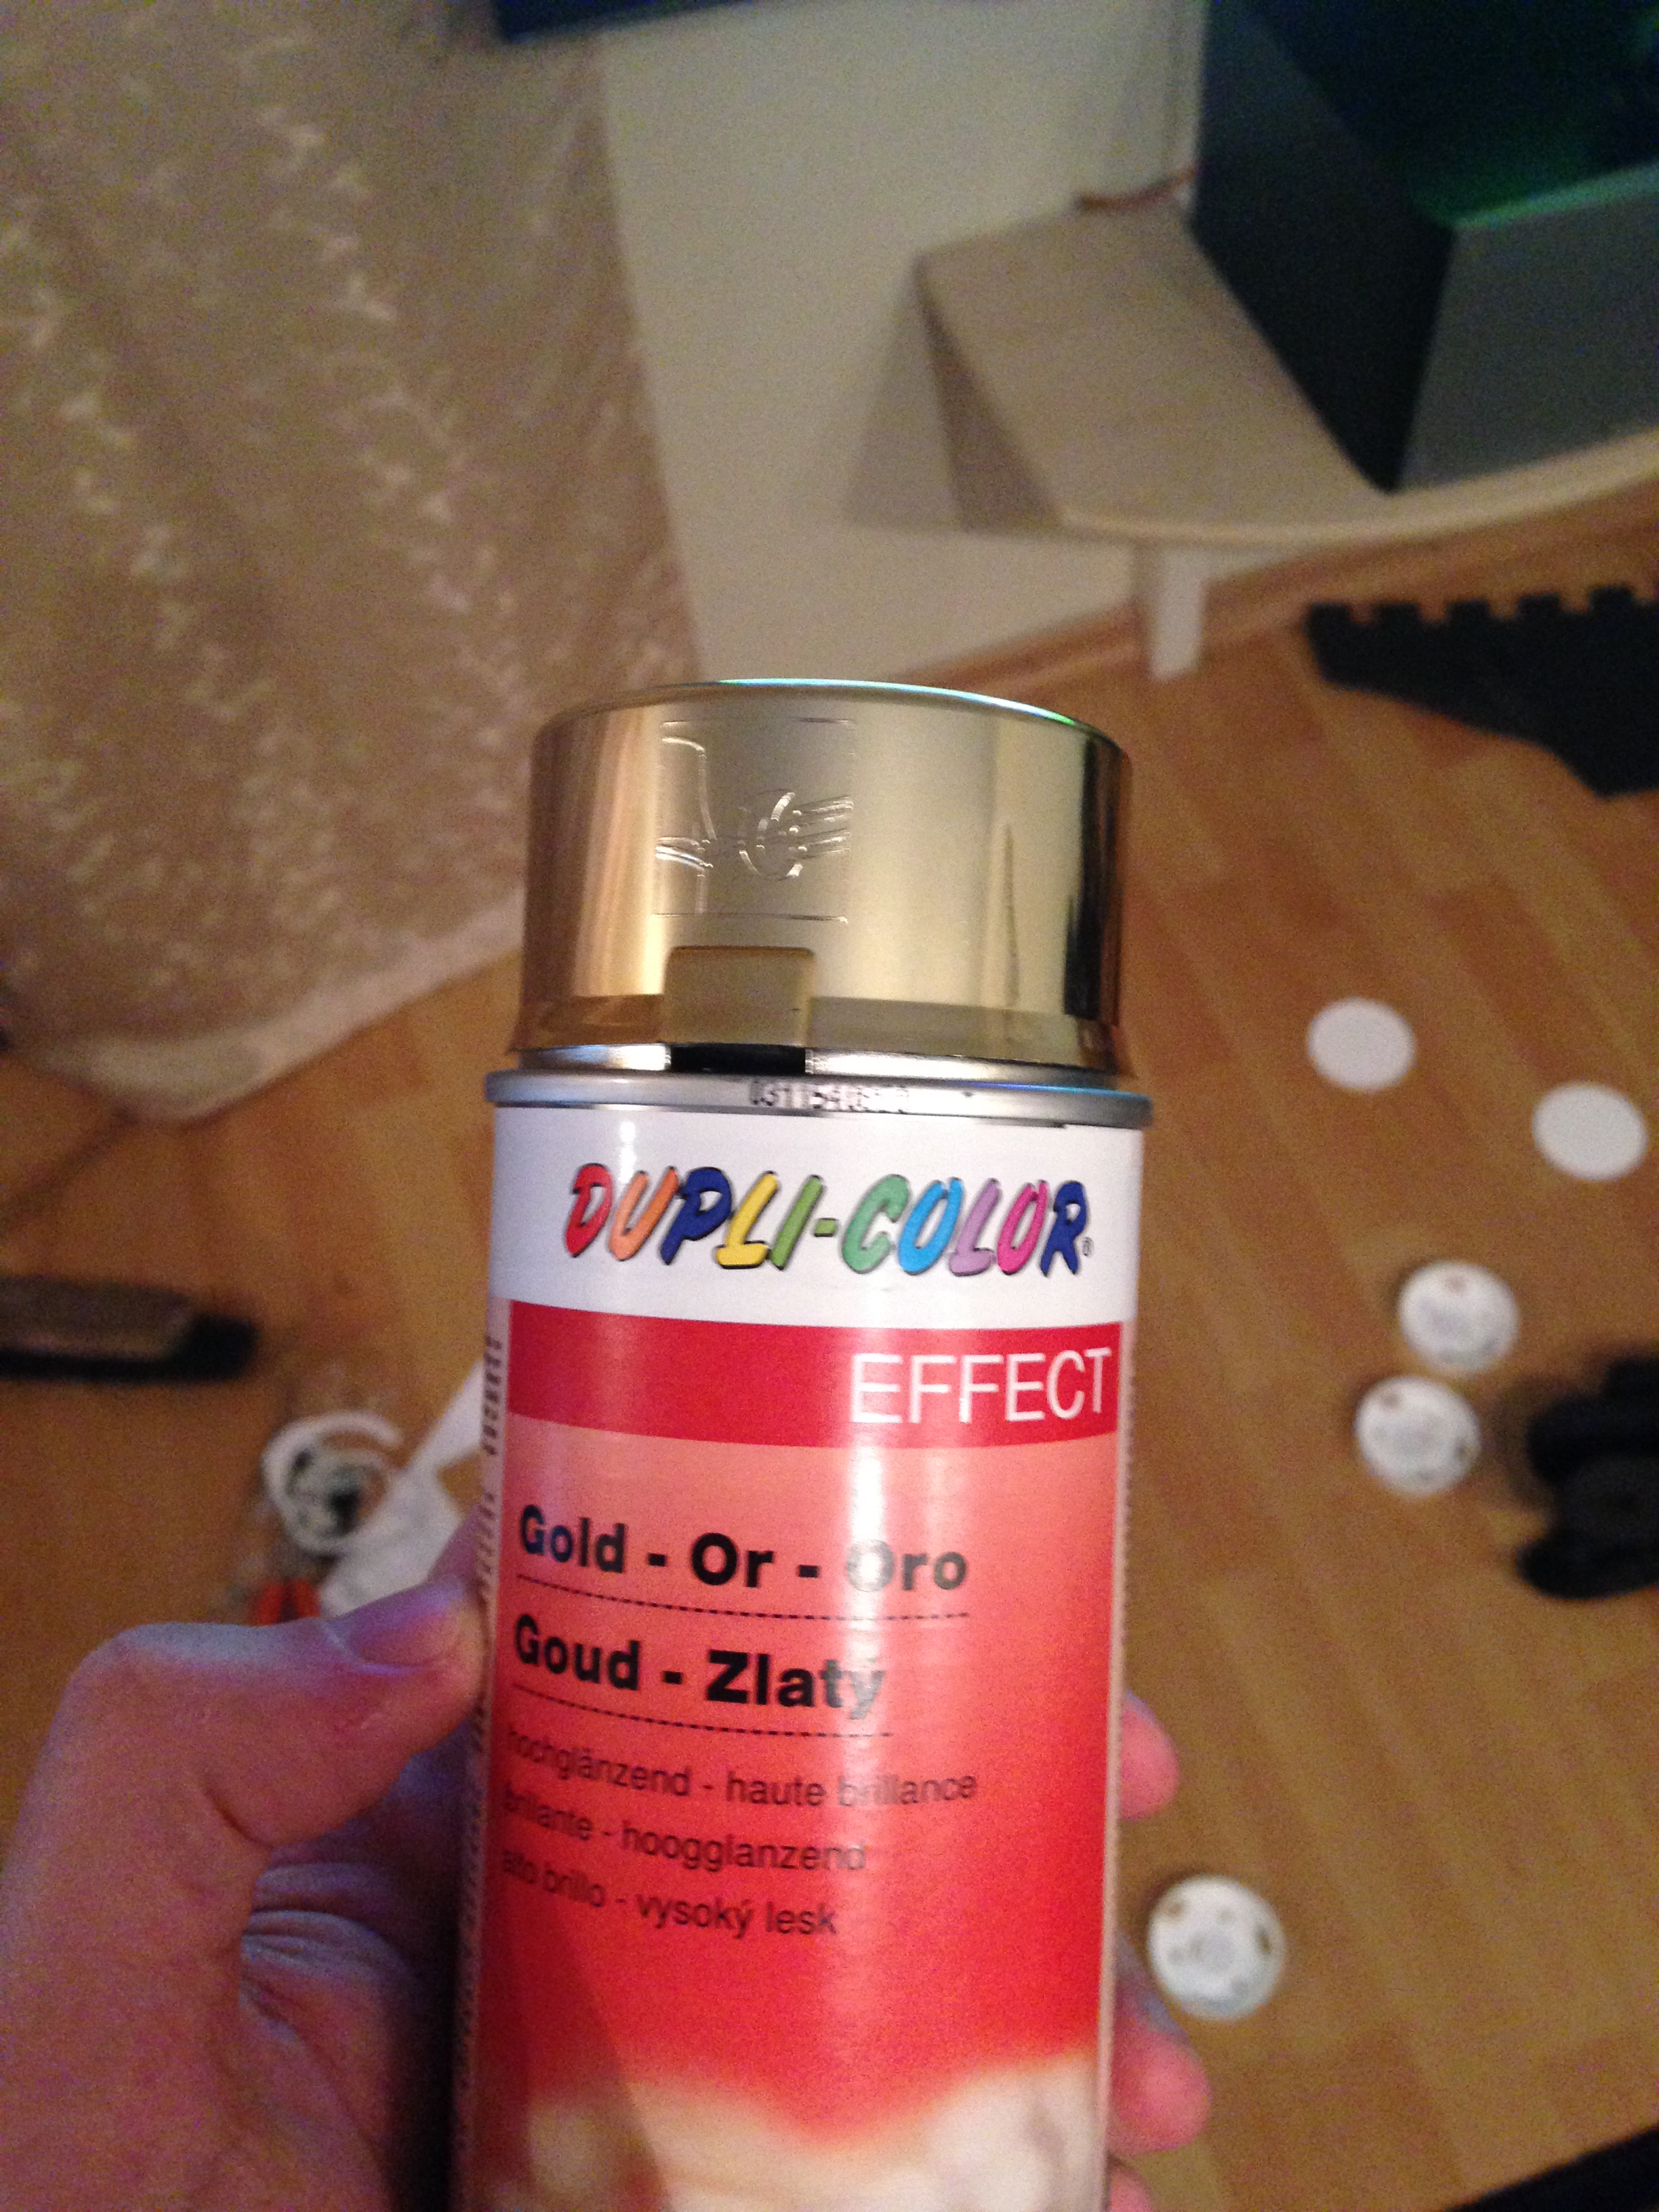 DUPLI-COLOR®
EFFECT
Gold - Or - Oro
Goud - Zlatý
hochglänzend - haute brillance
brillante - hoogglanzend
alto brillo - vysoký lesk